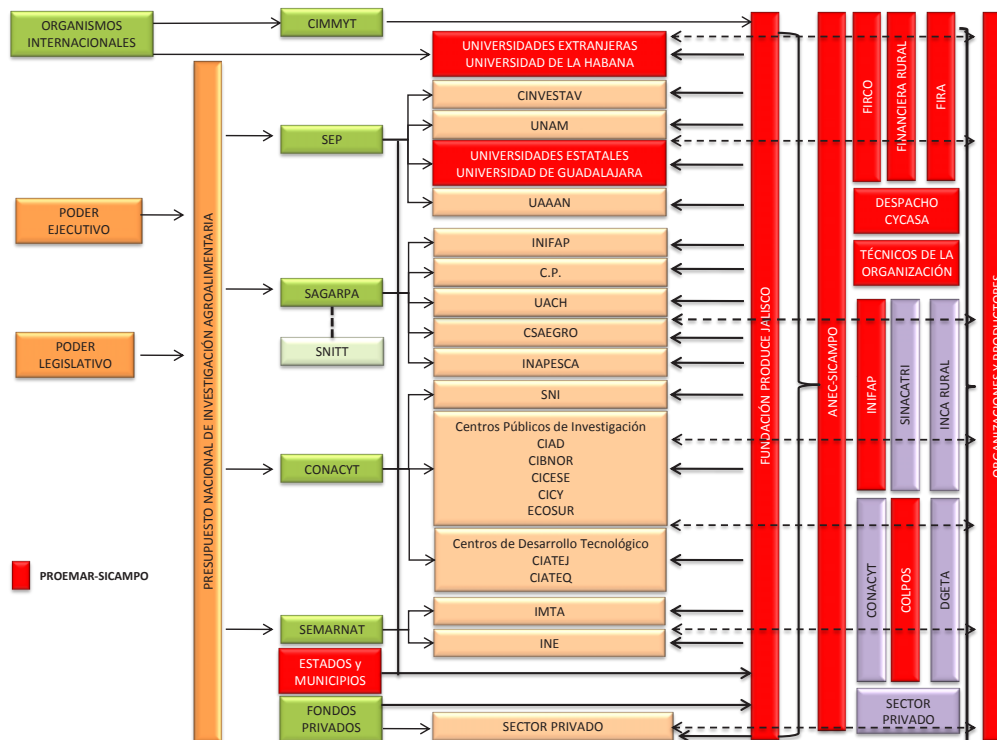 ORGANISMOS
INTERNACIONALES
CIMMYT
UNIVERSIDADES EXTRANJERAS
UNIVERSIDAD DE LA HABANA
CINVESTAV
SEP
UNAM
UNIVERSIDADES ESTATALES
UNIVERSIDAD DE GUADALAJARA
UAAAN
PODER
EJECUTIVO
PODER
LEGISLATIVO
PRESUPUESTO NACIONAL DE INVESTIGACIÓN AGROALIMENTARIA
INIFAP
C.P.
SAGARPA
UACH
CSAEGRO
SNITT
INAPESCA
SNI
Centros Públicos de Investigación
CIAD
CIBNOR
CONACYT
CICESE
CICY
ECOSUR
Centros de Desarrollo Tecnológico
CIATEJ
CIATEQ
PROEMAR-SICAMPO
IMTA
SEMARNAT
INE
ESTADOS y
MUNICIPIOS
FONDOS
PRIVADOS
SECTOR PRIVADO
FUNDACIÓN PRODUCE JALISCO
ANEC-SICAMPO
FIRCO
FINANCIERA RURAL
FIRA
DESPACHO
CYCASA
TÉCNICOS DE LA
ORGANIZACIÓN
INIFAP
SINACATRI
INCA RURAL
CONACYT
COLPOS
DGETA
SECTOR
PRIVADO
ORGANIZACIONES Y PRODUCTORES